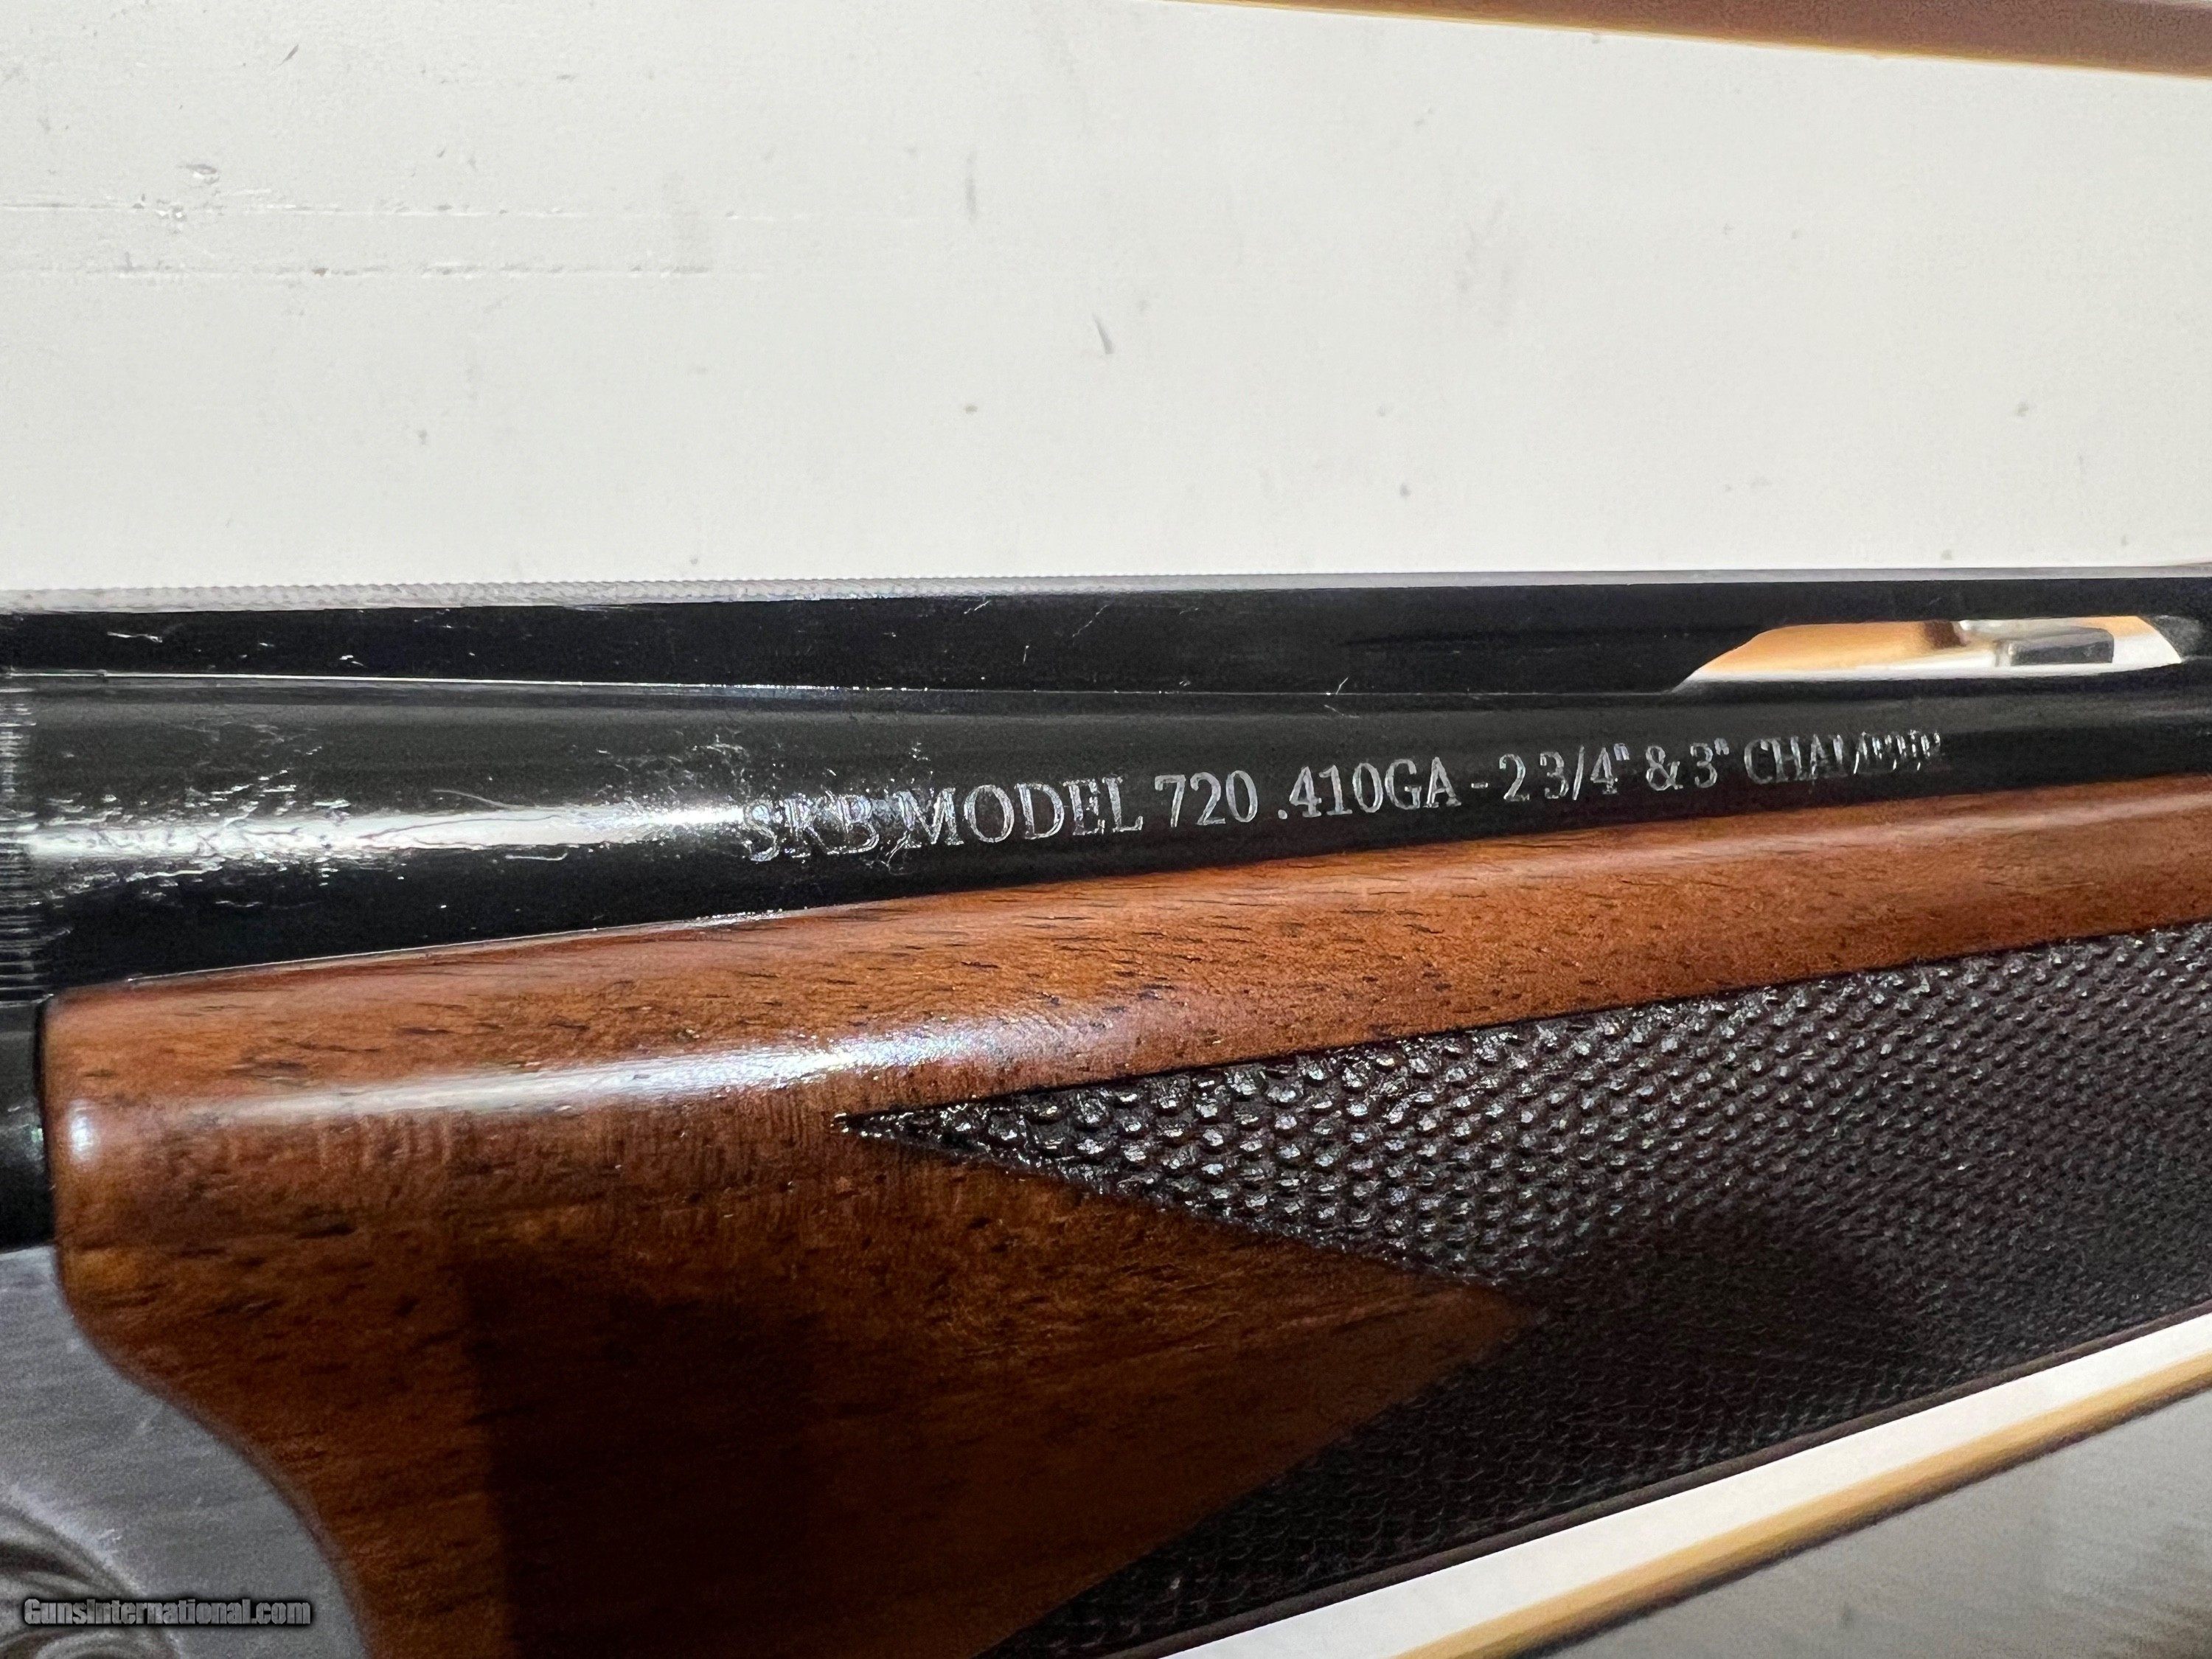 SKB MODEL 720 .410GA - 2 3/4" & 3" CHAMBER
GunsInternational.com